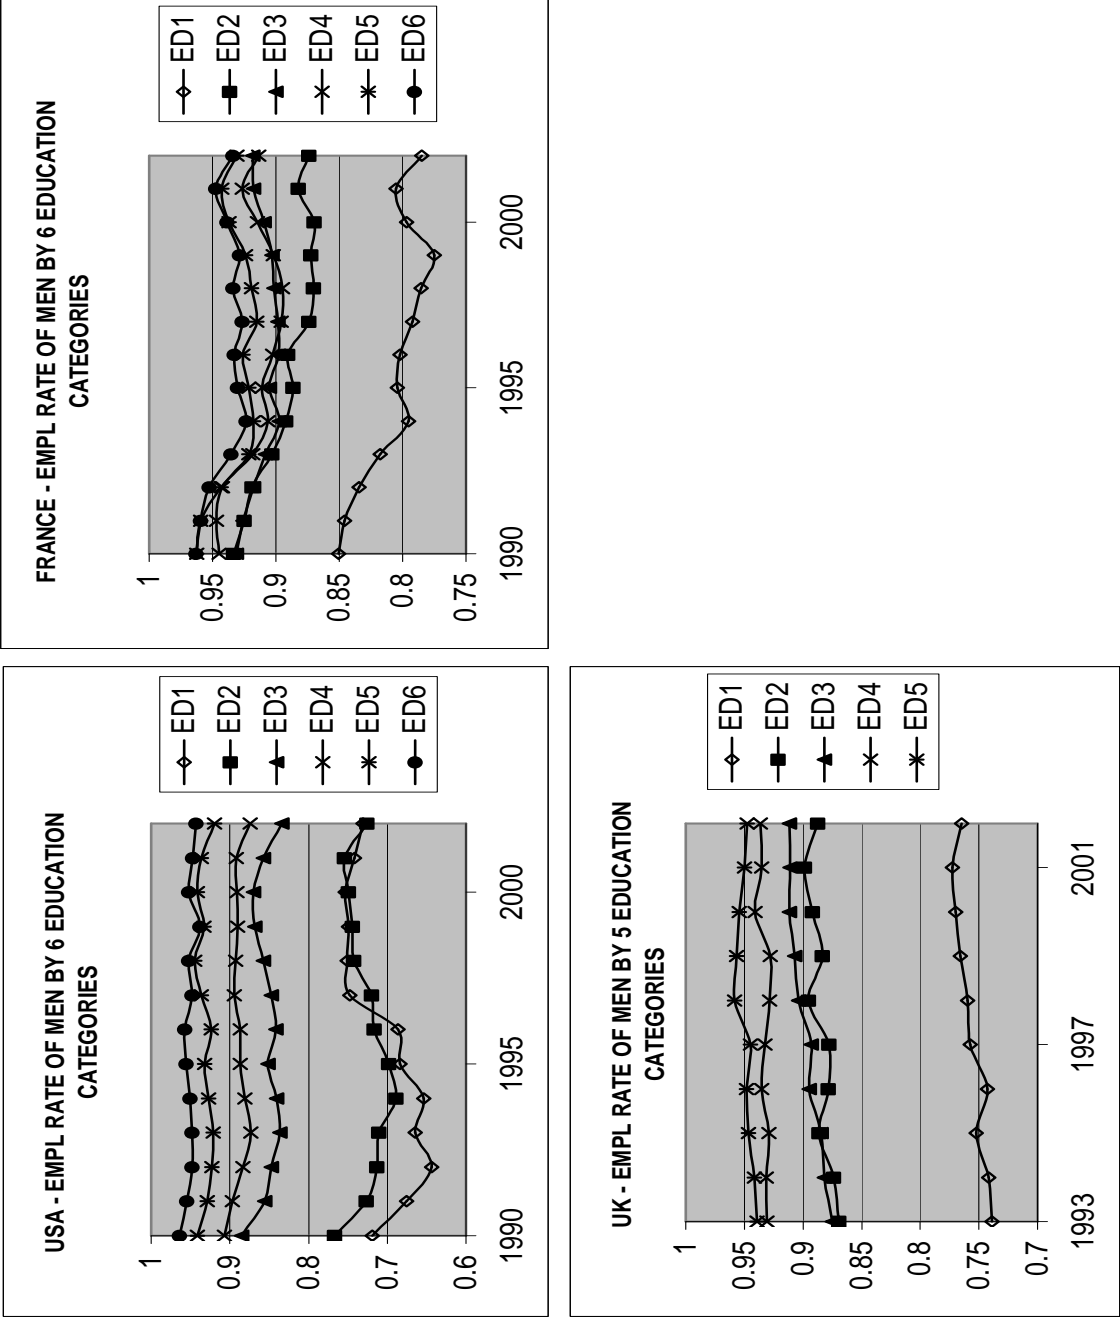 USA - EMPL RATE OF MEN BY 6 EDUCATION
CATEGORIES
1
0.9
0.8
0.7
0.6
1990
1995
2000
ED1
ED2
ED3
ED4
ED5
ED6
FRANCE - EMPL RATE OF MEN BY 6 EDUCATION
CATEGORIES
1
0.95
0.9
0.85
0.8
0.75
1990
1995
2000
ED1
ED2
ED3
ED4
ED5
ED6
UK - EMPL RATE OF MEN BY 5 EDUCATION
CATEGORIES
1
0.95
0.9
0.85
0.8
0.75
0.7
1993
1997
2001
ED1
ED2
ED3
ED4
ED5